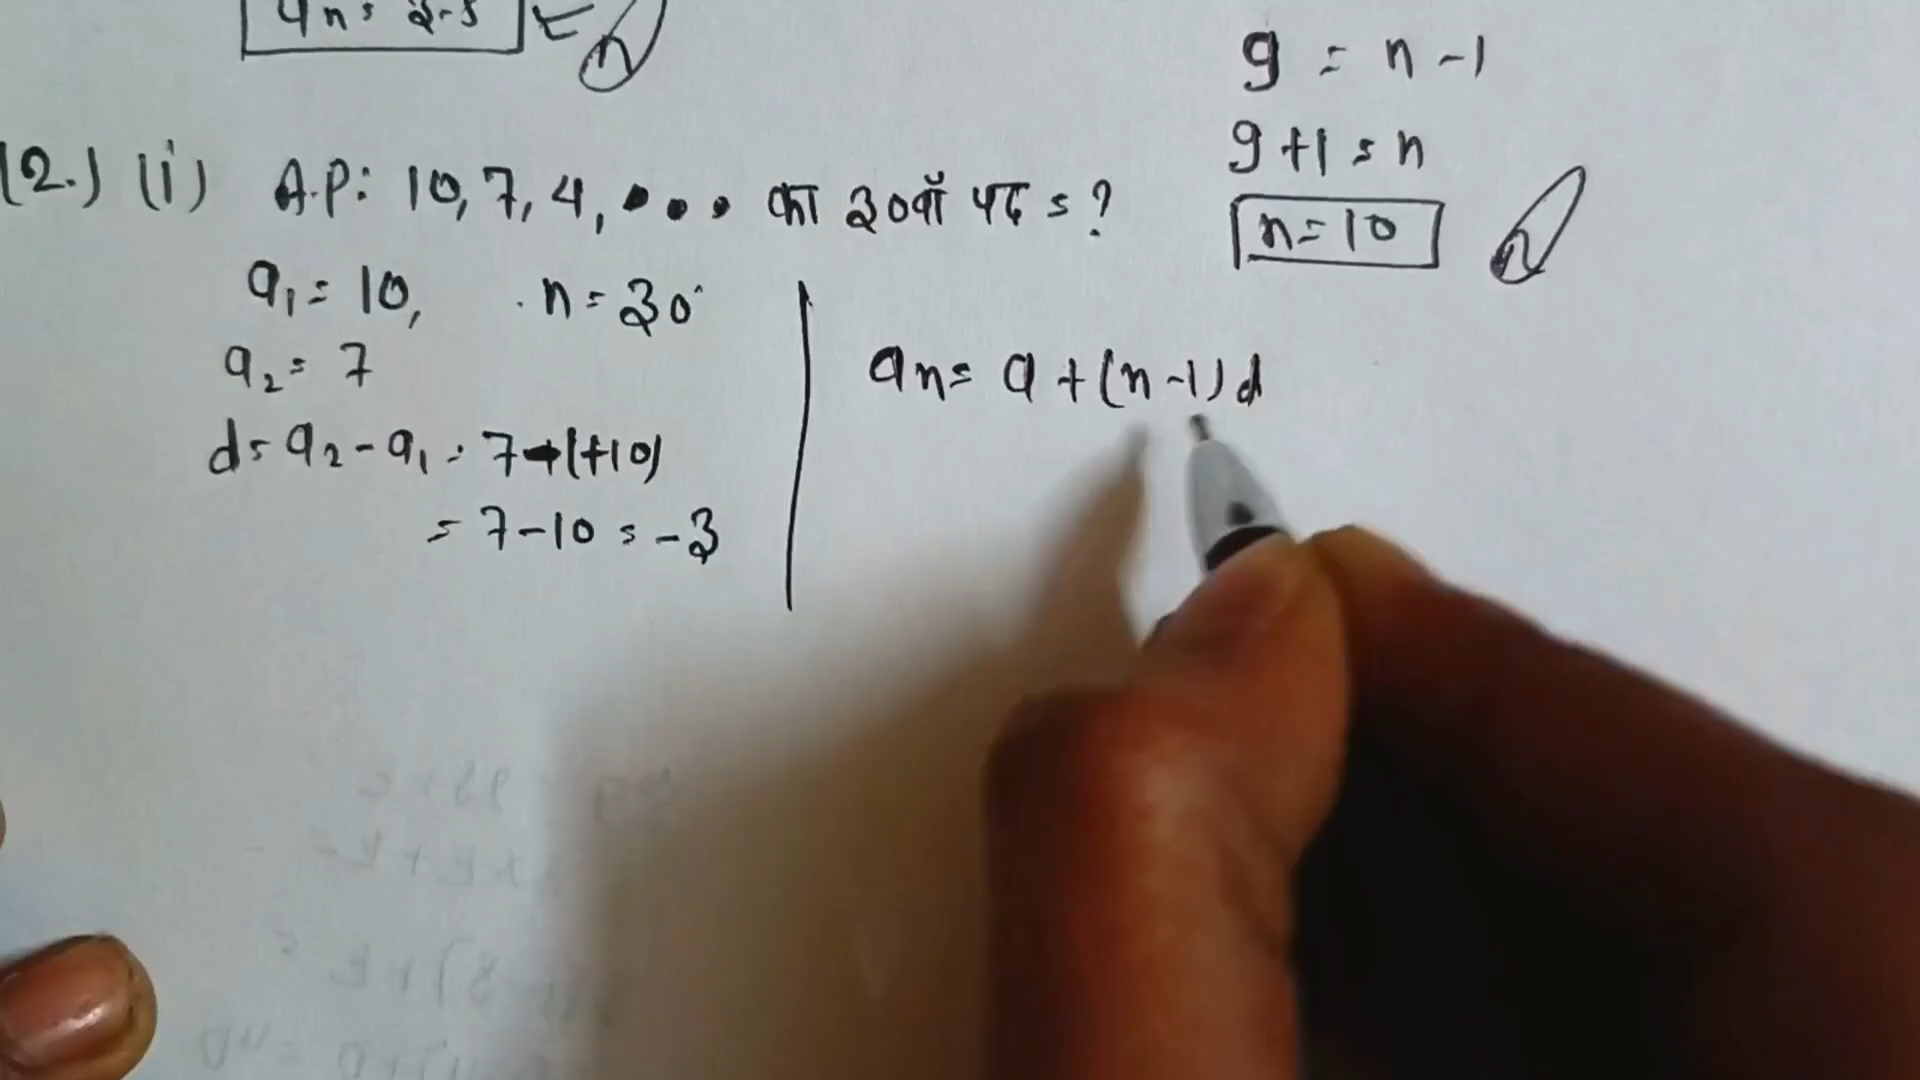 9 = n - 1
9 + 1 = n
n = 10
(2.) (i) A.P: 10, 7, 4, ... का 30वाँ पद = ?
a₁ = 10, n = 30
a₂ = 7
d = a₂ - a₁ = 7 - (+10)
= 7 - 10 = -3
aₙ = a + (n - 1) d